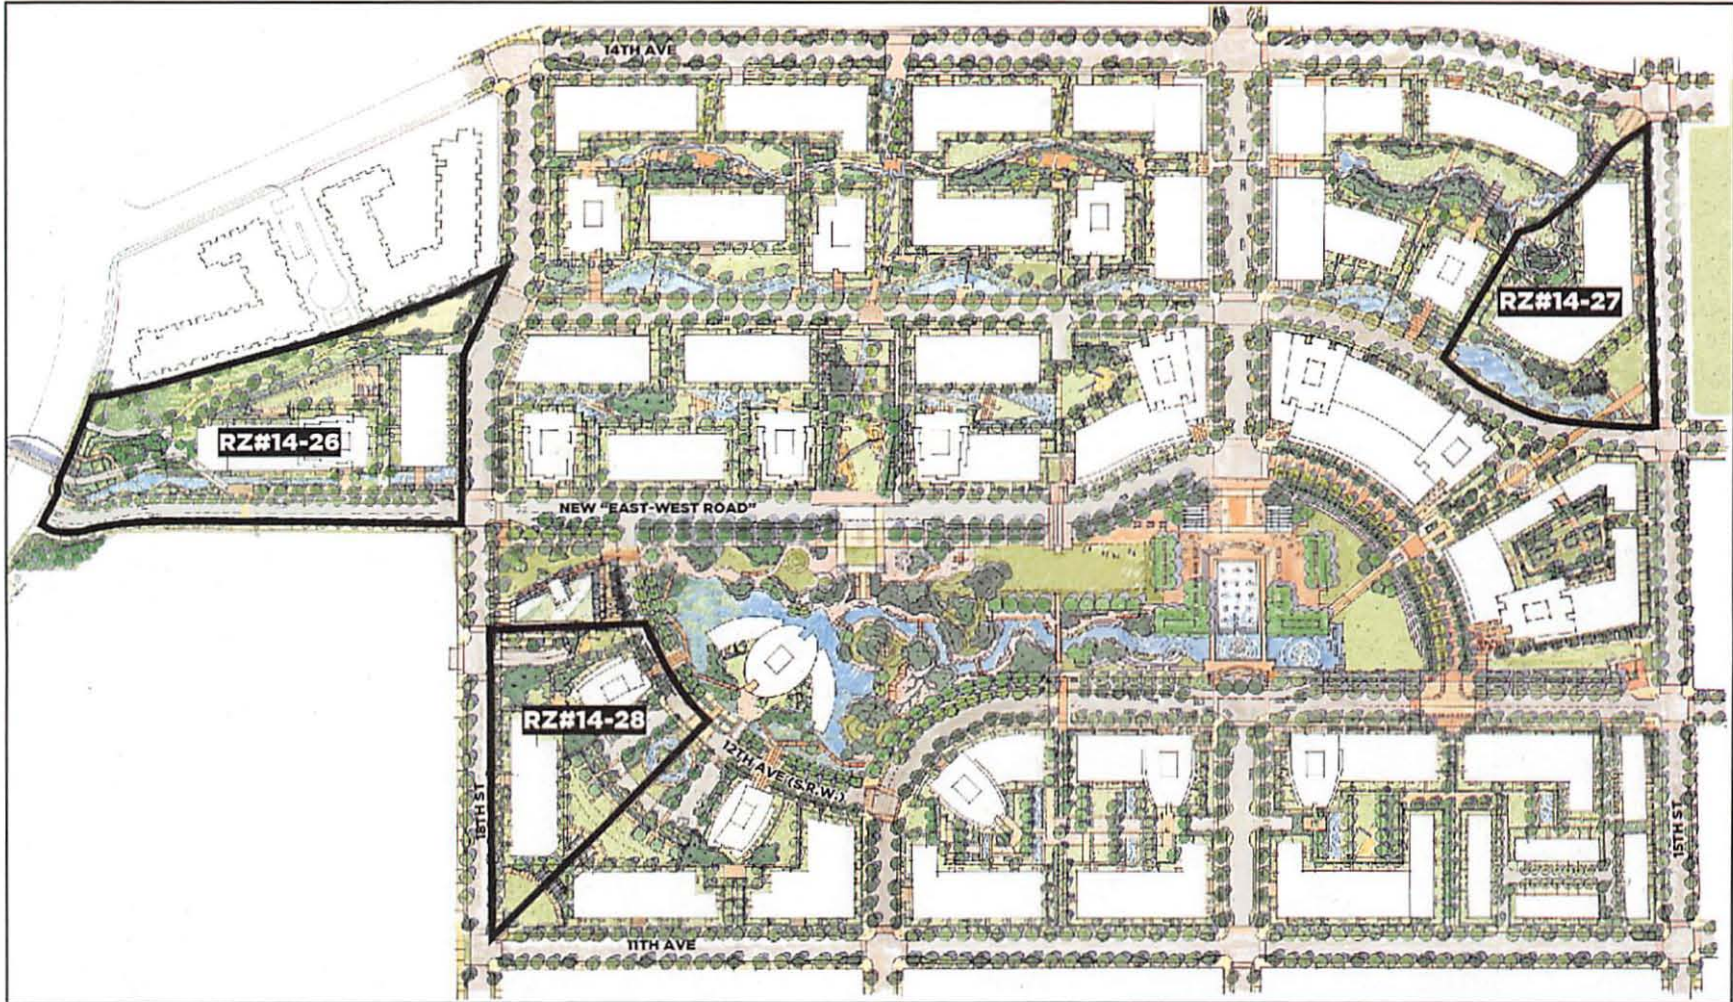 14TH AVE
RZ#14-27
RZ#14-26
NEW "EAST-WEST ROAD"
RZ#14-28
12TH AVE (S.R.W.)
18TH ST
15TH ST
11TH AVE